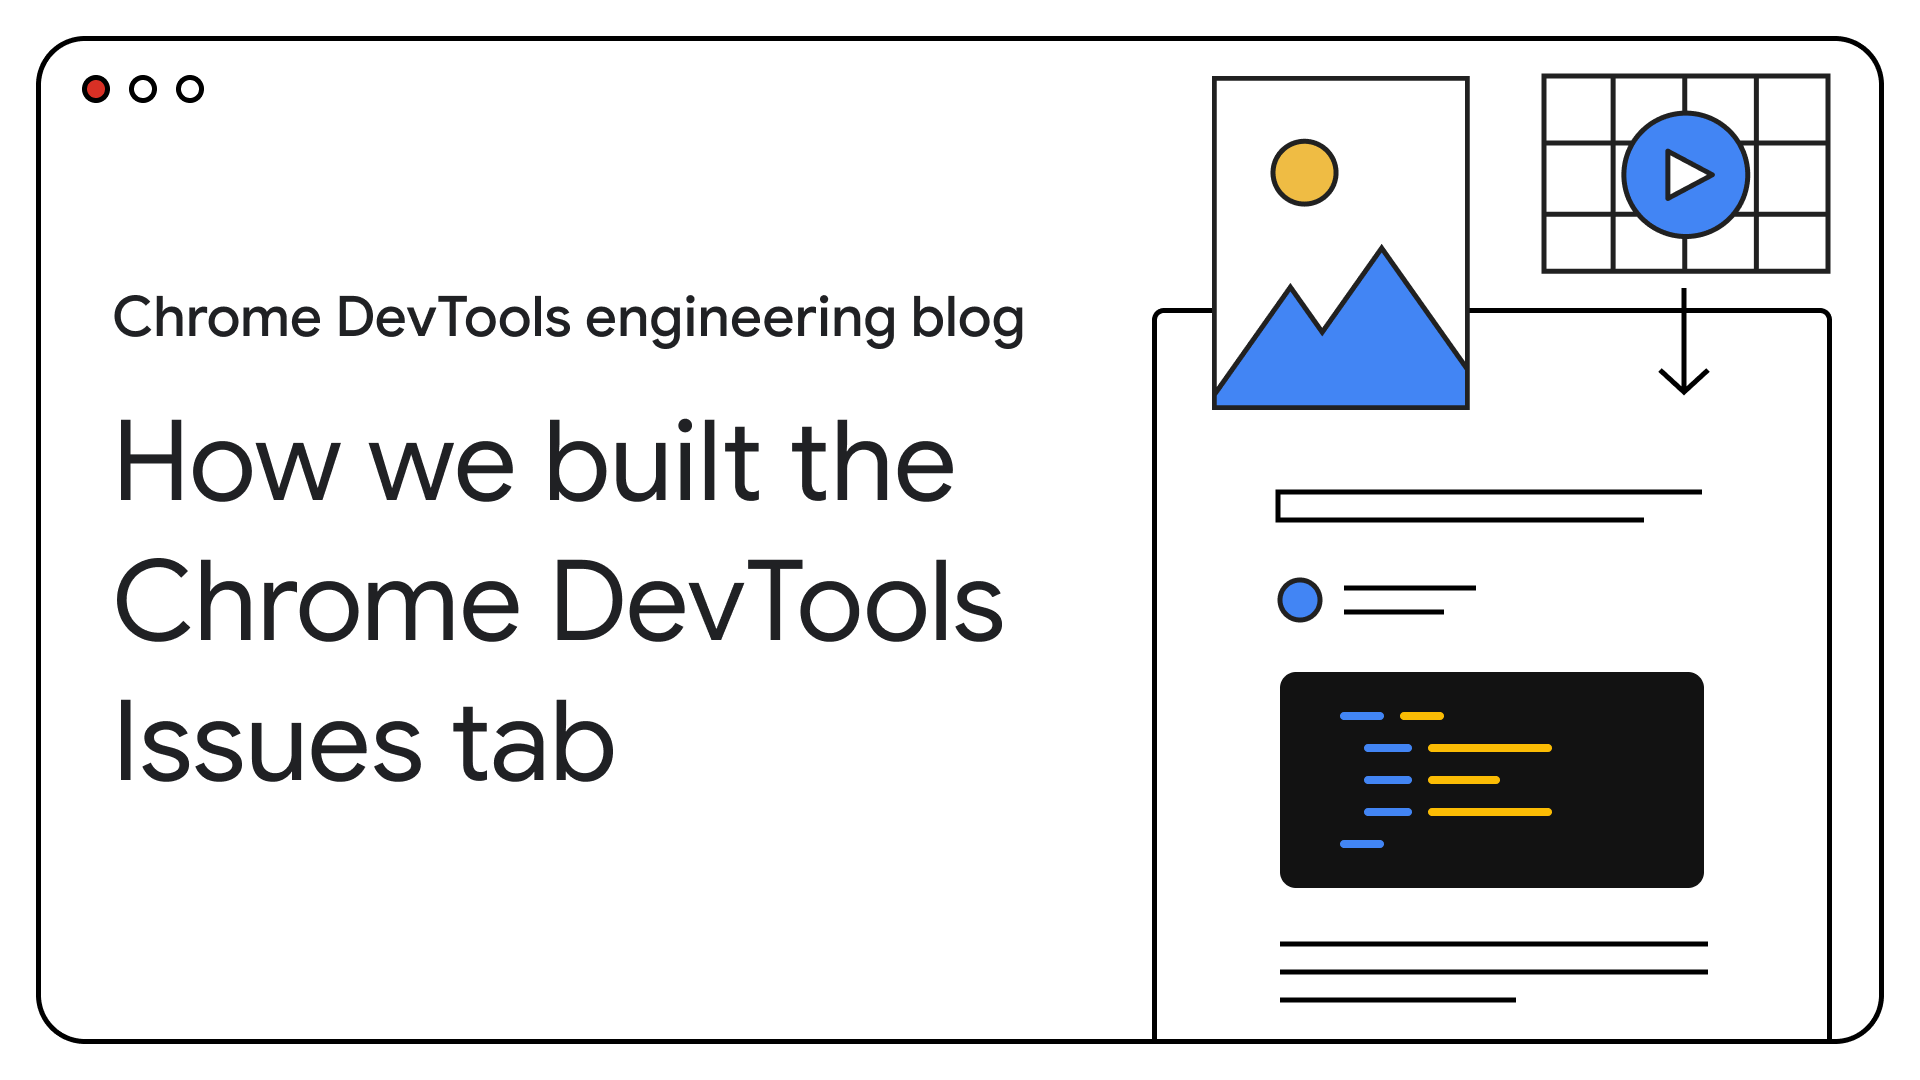 Chrome DevTools engineering blog
How we built the
Chrome DevTools
Issues tab